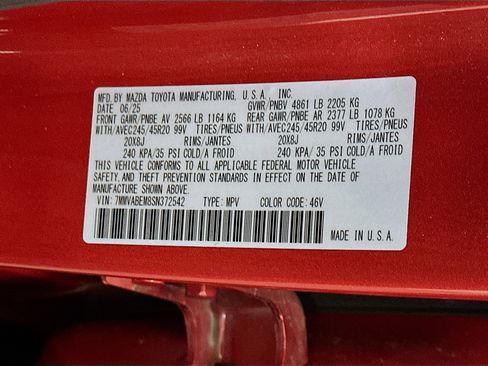 MFD. BY MAZDA TOYOTA MANUFACTURING, U.S.A., INC.
DATE 06/25 GVWR/PNBV 4861 LB 2205 KG
FRONT GAWR/PNBE AV 2566 LB 1164 KG REAR GAWR/PNBE AR 2377 LB 1078 KG
WITH/AVEC245/45R20 99V TIRES/PNEUS WITH/AVEC245/45R20 99V TIRES/PNEUS
20X8J RIMS/JANTES 20X8J RIMS/JANTES
240 KPA/35 PSI COLD/A FROID 240 KPA/35 PSI COLD/A FROID
THIS VEHICLE CONFORMS TO ALL APPLICABLE FEDERAL MOTOR VEHICLE
SAFETY, AND THEFT PREVENTION STANDARDS IN EFFECT ON THE DATE OF
MANUFACTURE SHOWN ABOVE.
VIN: 7MMVABEM8SN372542 TYPE: MPV COLOR CODE: 46V
MADE IN U.S.A.